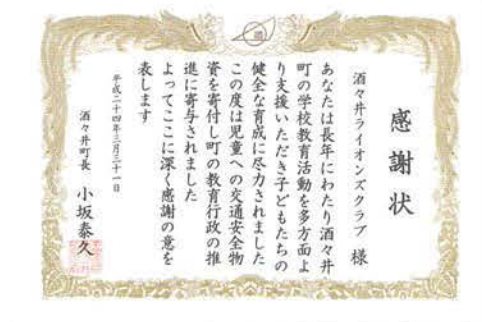 感謝状
酒々井ライオンズクラブ 様
あなたは長年にわたり酒々井
町の学校教育活動を多方面よ
り支援いただき子どもたちの
健全な育成に尽力されました
この度は児童への交通安全物
資を寄付し町の教育行政の推
進に寄与されました
よってここに深く感謝の意を
表します
平成二十四年三月三十一日
酒々井町長 小坂泰久